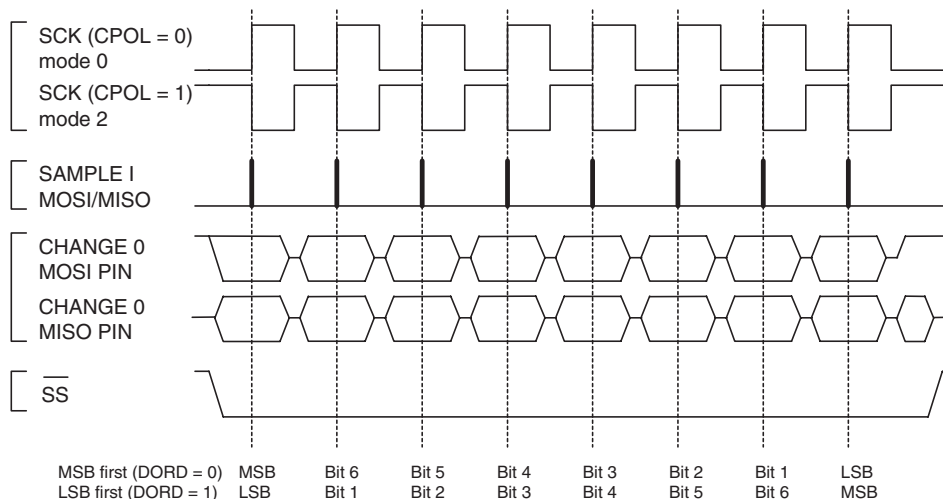 SCK (CPOL = 0)
mode 0
SCK (CPOL = 1)
mode 2
SAMPLE I
MOSI/MISO
CHANGE 0
MOSI PIN
CHANGE 0
MISO PIN
SS
MSB first (DORD = 0) MSB Bit 6 Bit 5 Bit 4 Bit 3 Bit 2 Bit 1 LSB
LSB first (DORD = 1) LSB Bit 1 Bit 2 Bit 3 Bit 4 Bit 5 Bit 6 MSB